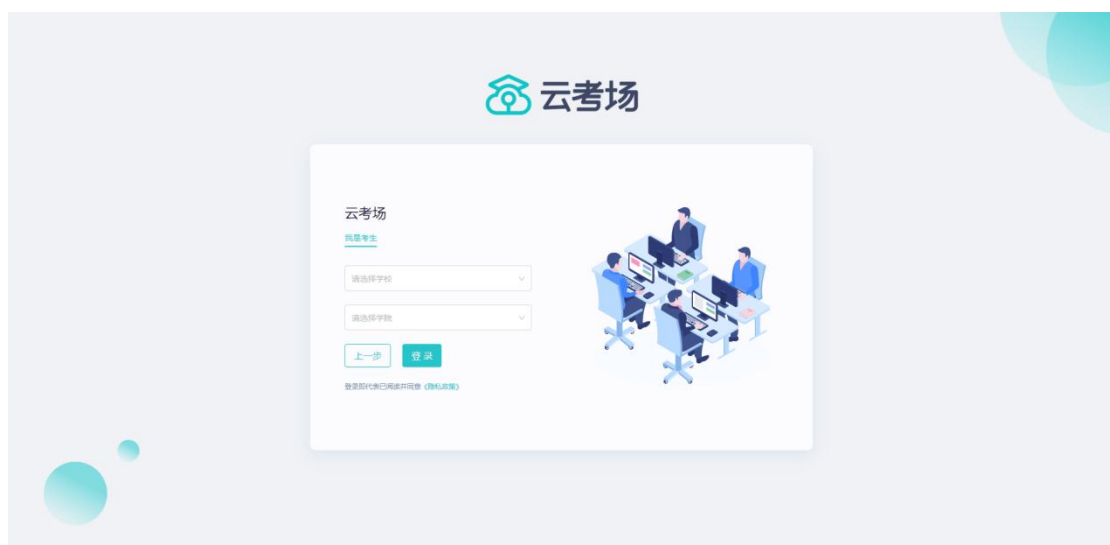 云考场
云考场
我是考生
请选择学校
请选择学院
上一步 登录
登录即代表已阅读并同意《隐私政策》